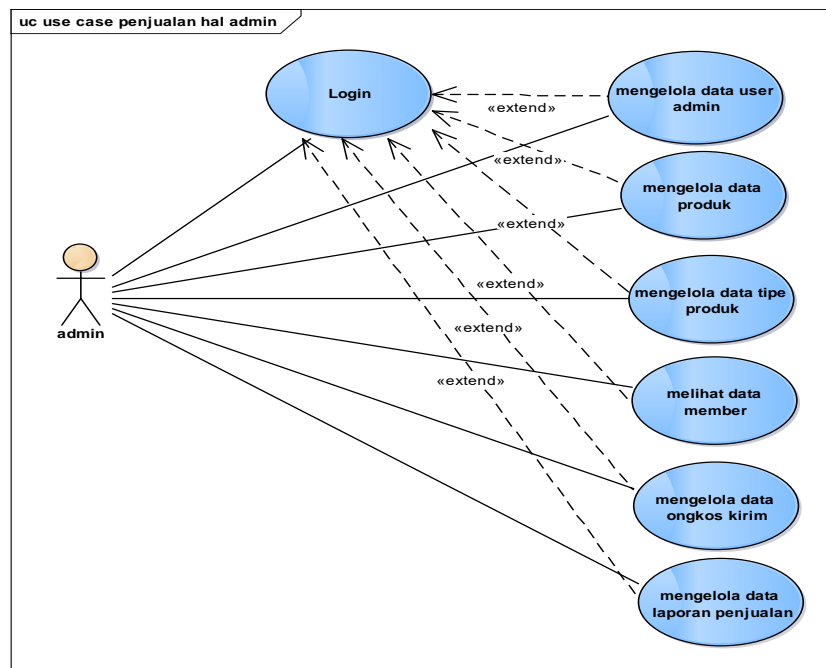 uc use case penjualan hal admin
Login
mengelola data user
admin
«extend»
«extend»
mengelola data
produk
«extend»
admin
mengelola data tipe
produk
«extend»
«extend»
«extend»
melihat data
member
mengelola data
ongkos kirim
mengelola data
laporan penjualan